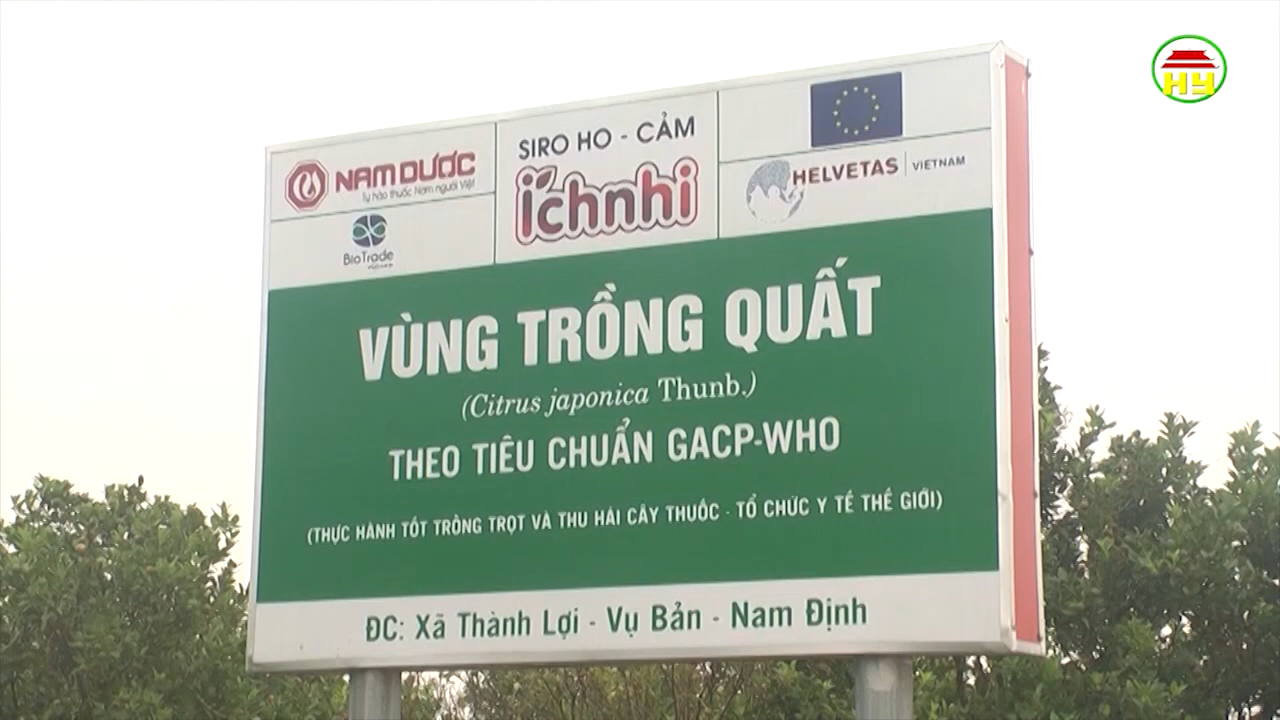 NAM DƯỢC
Tự hào thuốc Nam người Việt
BioTrade
SIRO HO - CẢM
ichnhi
HELVETAS | VIETNAM
VÙNG TRỒNG QUẤT
(Citrus japonica Thunb.)
THEO TIÊU CHUẨN GACP-WHO
(THỰC HÀNH TỐT TRỒNG TRỌT VÀ THU HÁI CÂY THUỐC - TỔ CHỨC Y TẾ THẾ GIỚI)
ĐC: Xã Thành Lợi - Vụ Bản - Nam Định
HY